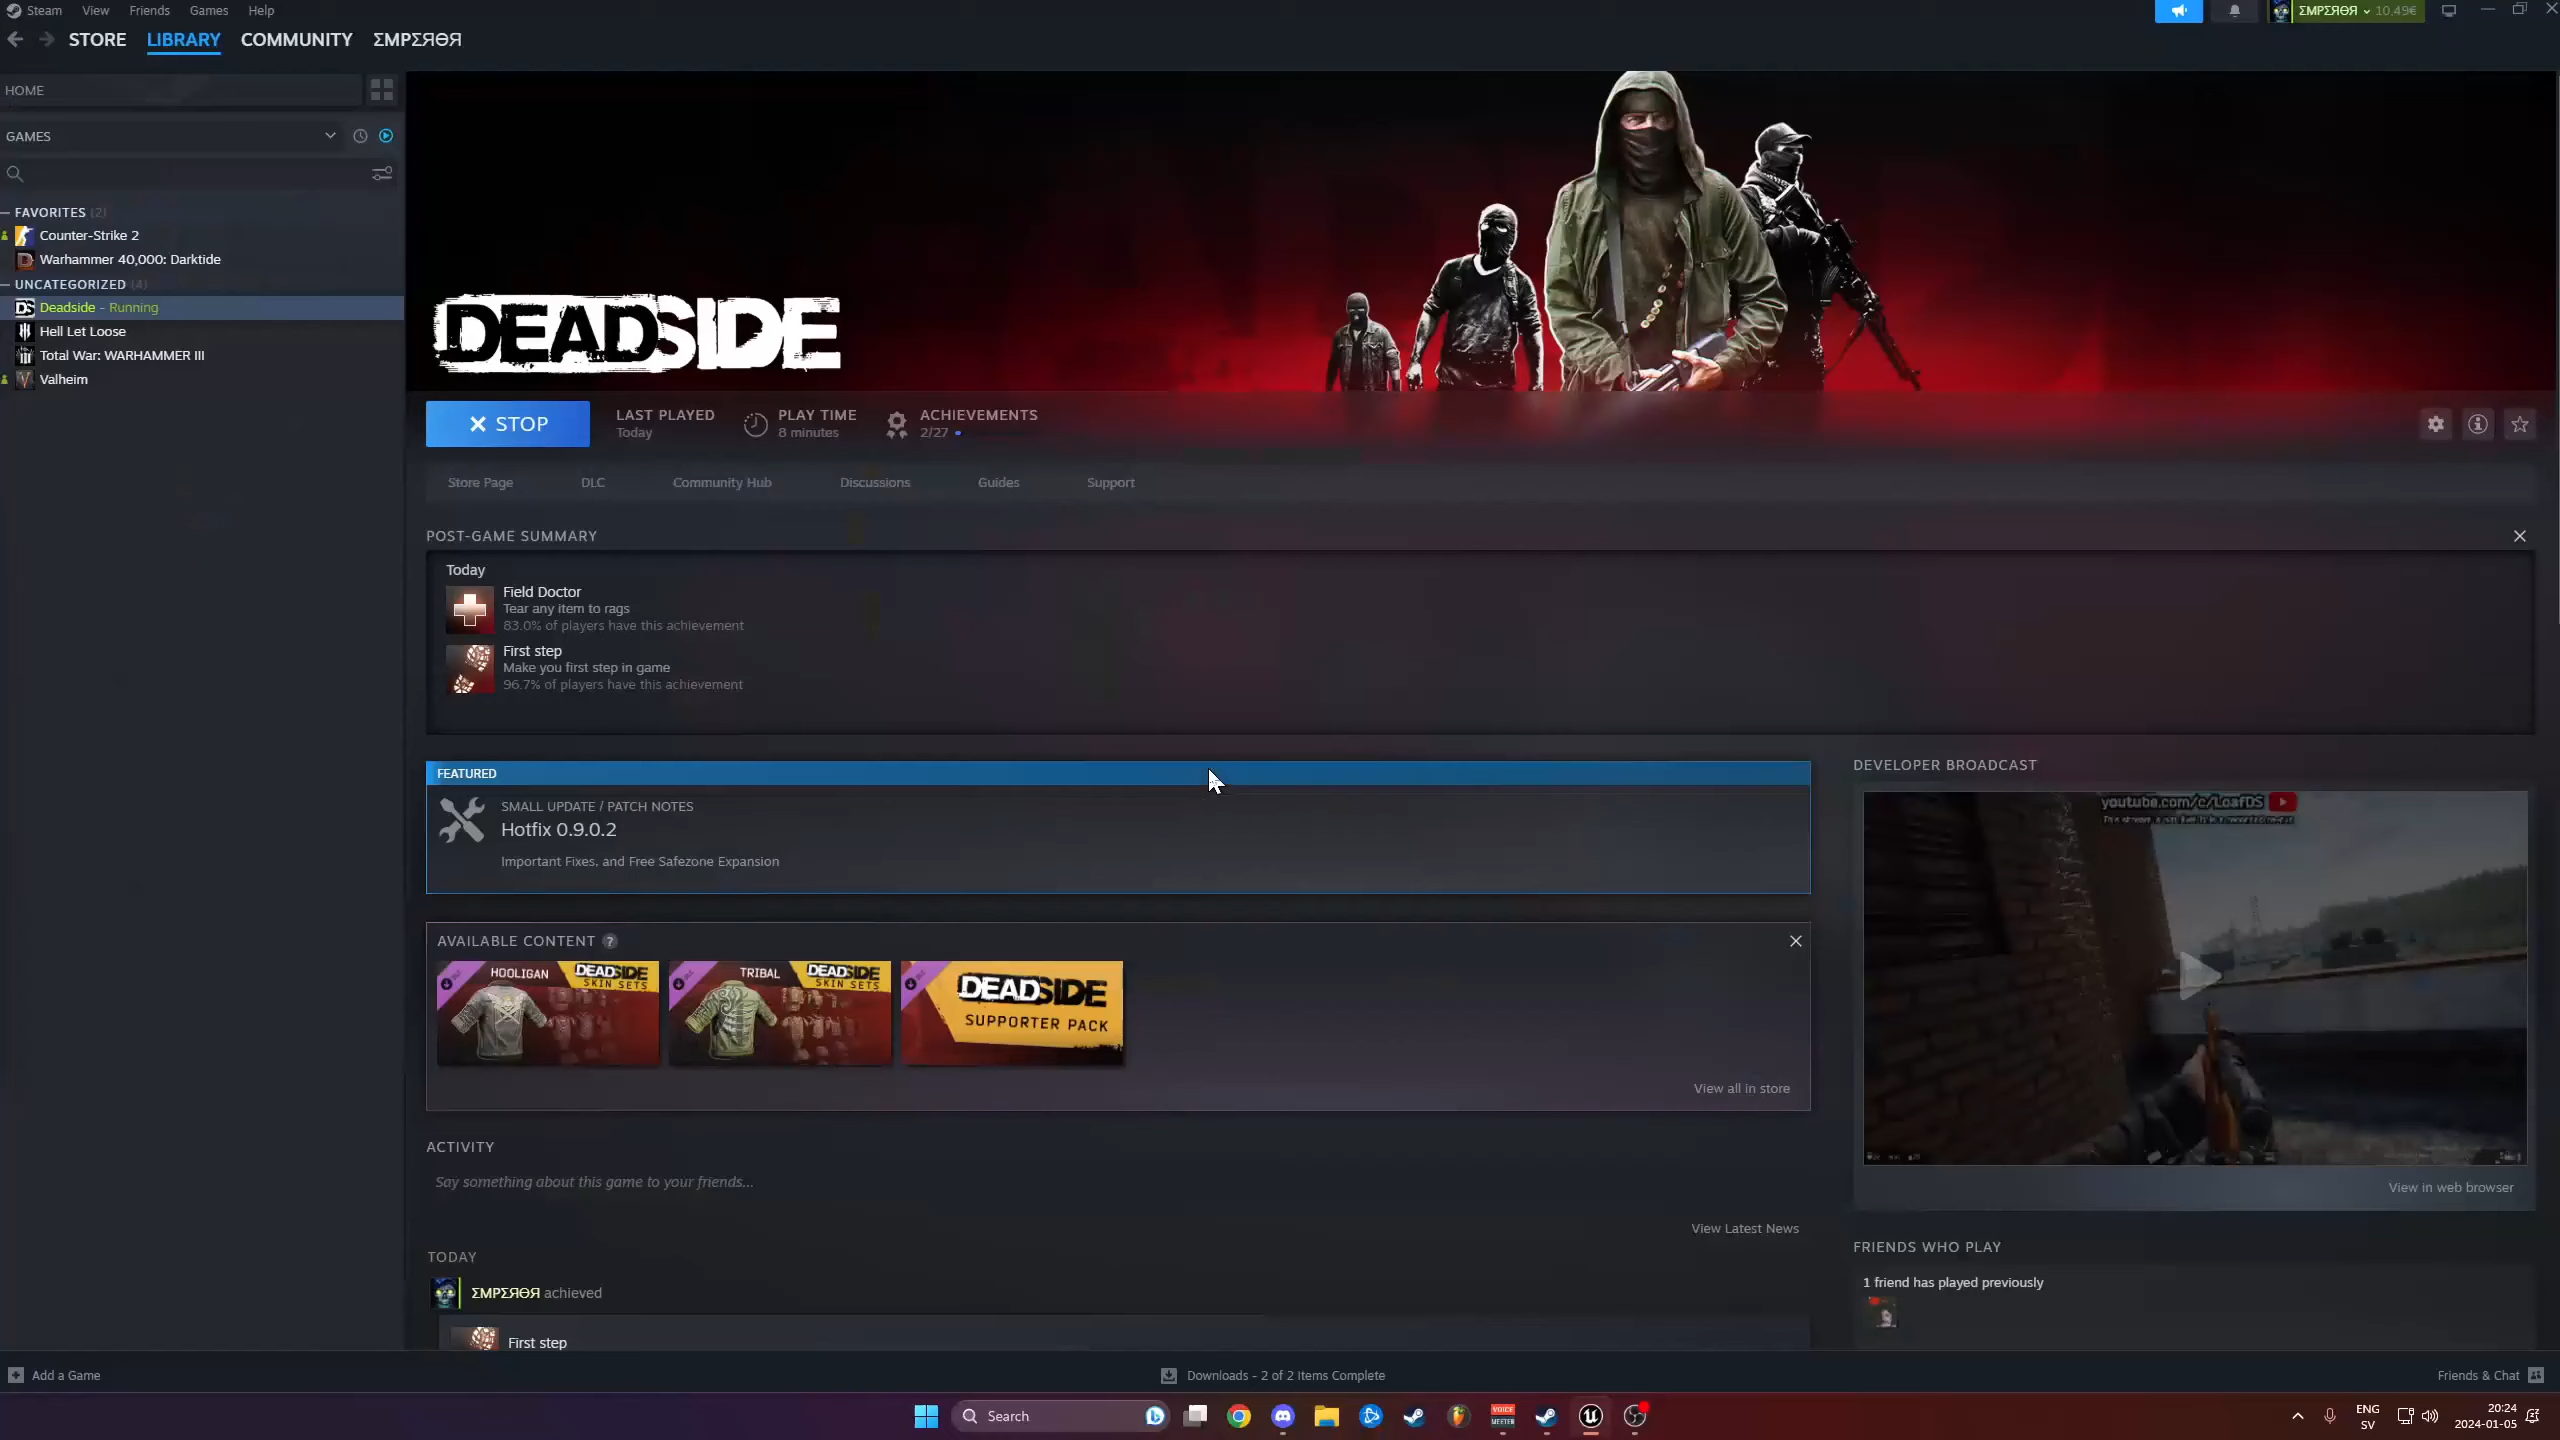 Steam View Friends Games Help
ΣMPΣЯӨЯ 10,49€
STORE LIBRARY COMMUNITY ΣMPΣЯӨЯ
HOME
GAMES
FAVORITES (2)
Counter-Strike 2
Warhammer 40,000: Darktide
UNCATEGORIZED (4)
Deadside - Running
Hell Let Loose
Total War: WARHAMMER III
Valheim
DEADSIDE
STOP
LAST PLAYED
Today
PLAY TIME
8 minutes
ACHIEVEMENTS
2/27
Store Page DLC Community Hub Discussions Guides Support
POST-GAME SUMMARY
Today
Field Doctor
Tear any item to rags
83.0% of players have this achievement
First step
Make you first step in game
96.7% of players have this achievement
FEATURED
SMALL UPDATE / PATCH NOTES
Hotfix 0.9.0.2
Important Fixes, and Free Safezone Expansion
AVAILABLE CONTENT ?
HOOLIGAN DEADSIDE
SKIN SETS
TRIBAL DEADSIDE
SKIN SETS
DEADSIDE
SUPPORTER PACK
View all in store
DEVELOPER BROADCAST
youtube.com/c/LoafDS
View in web browser
ACTIVITY
Say something about this game to your friends...
View Latest News
TODAY
ΣMPΣЯӨЯ achieved
First step
FRIENDS WHO PLAY
1 friend has played previously
Add a Game
Downloads - 2 of 2 Items Complete
Friends & Chat
Search
VOICE
MEETER
ENG
SV
20:24
2024-01-05